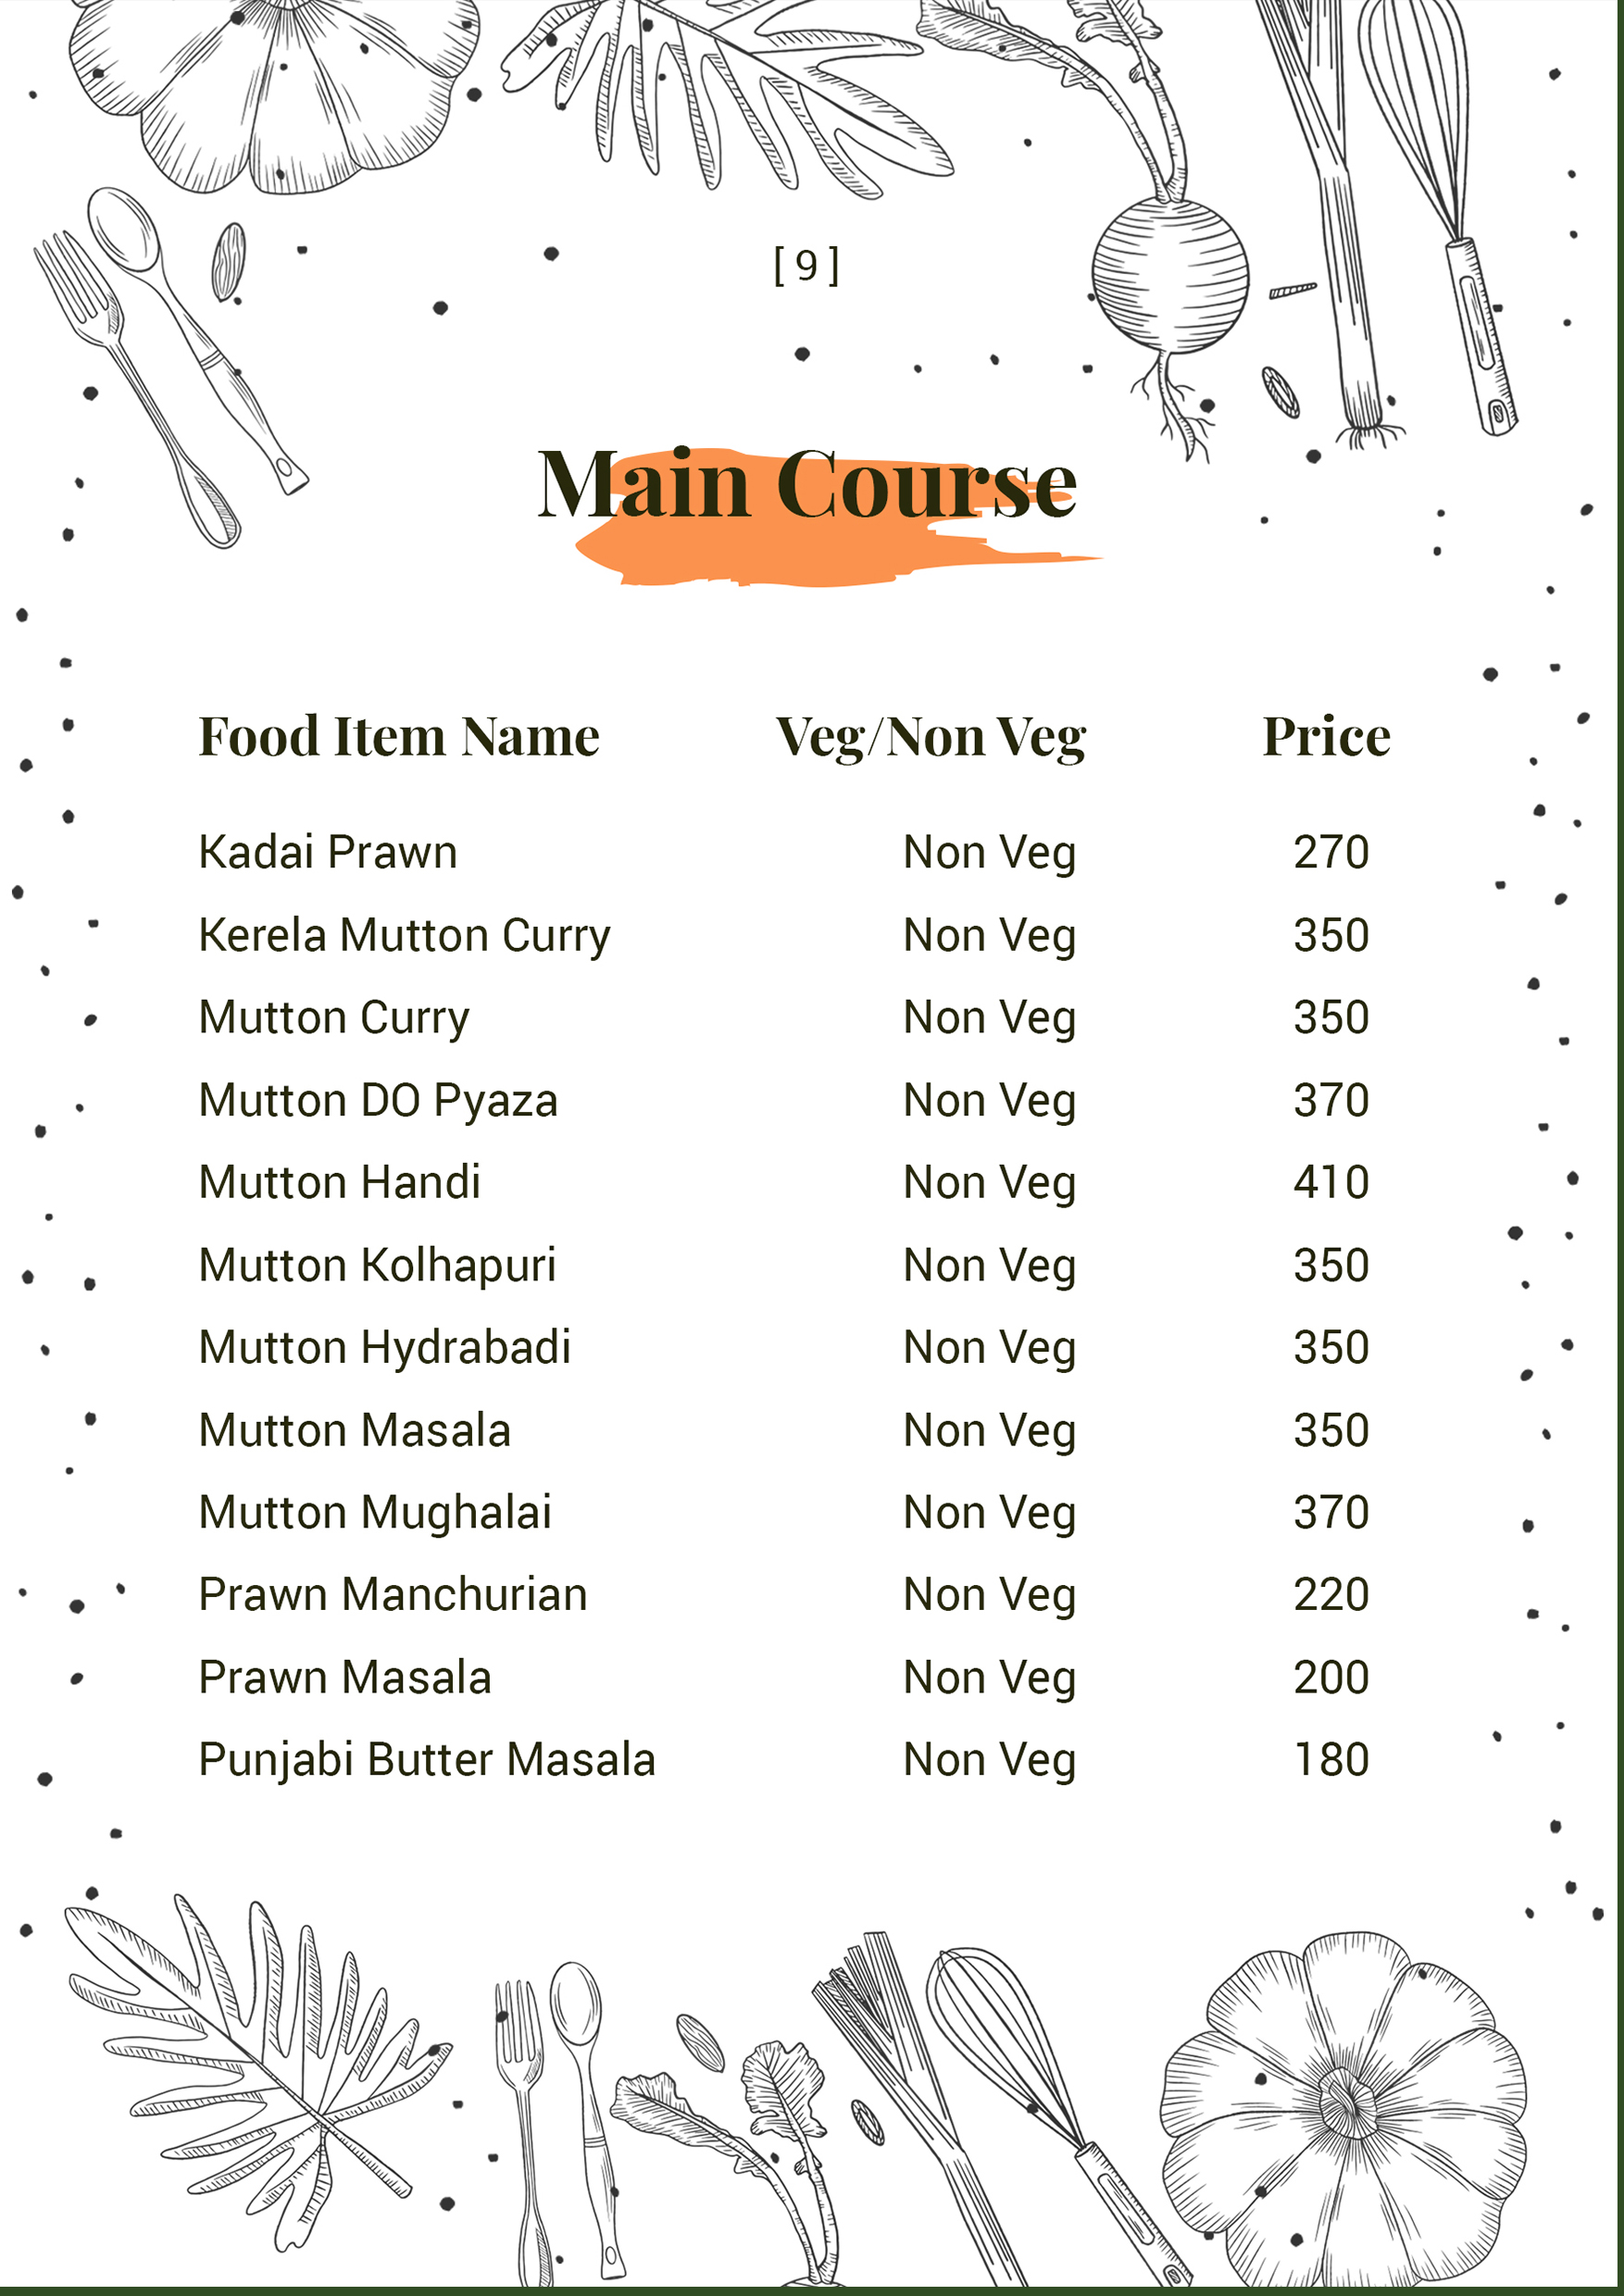 [ 9 ]
Main Course
Food Item Name Veg/Non Veg Price
Kadai Prawn Non Veg 270
Kerela Mutton Curry Non Veg 350
Mutton Curry Non Veg 350
Mutton DO Pyaza Non Veg 370
Mutton Handi Non Veg 410
Mutton Kolhapuri Non Veg 350
Mutton Hydrabadi Non Veg 350
Mutton Masala Non Veg 350
Mutton Mughalai Non Veg 370
Prawn Manchurian Non Veg 220
Prawn Masala Non Veg 200
Punjabi Butter Masala Non Veg 180